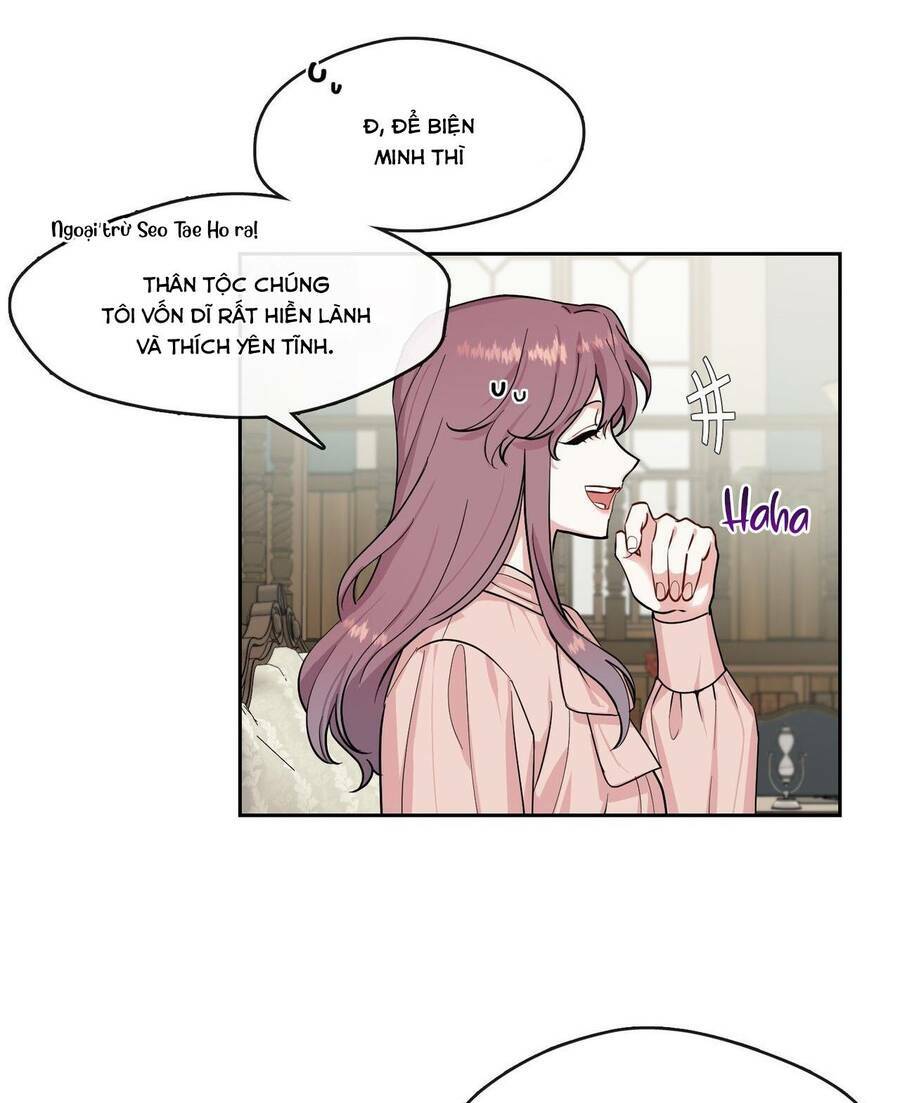 Đ, ĐỂ BIỆN
MINH THÌ
Ngoại trừ Seo Tae Ho ra!
THÂN TỘC CHÚNG
TÔI VỐN DĨ RẤT HIỀN LÀNH
VÀ THÍCH YÊN TĨNH.
Haha